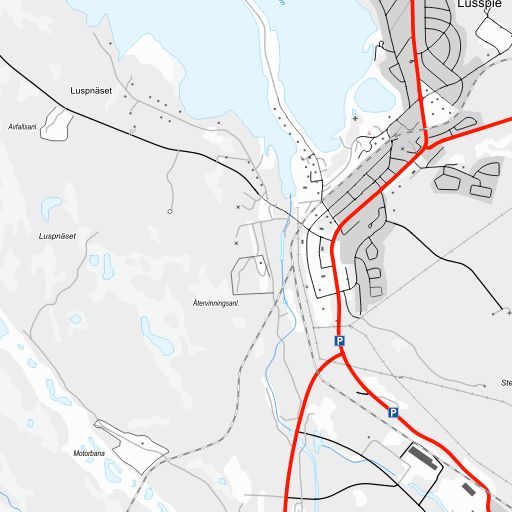 Lusspie
Luspnäset
Avfallsanl.
Luspnäset
Återvinningsanl.
P
P
Ste
Motorbana